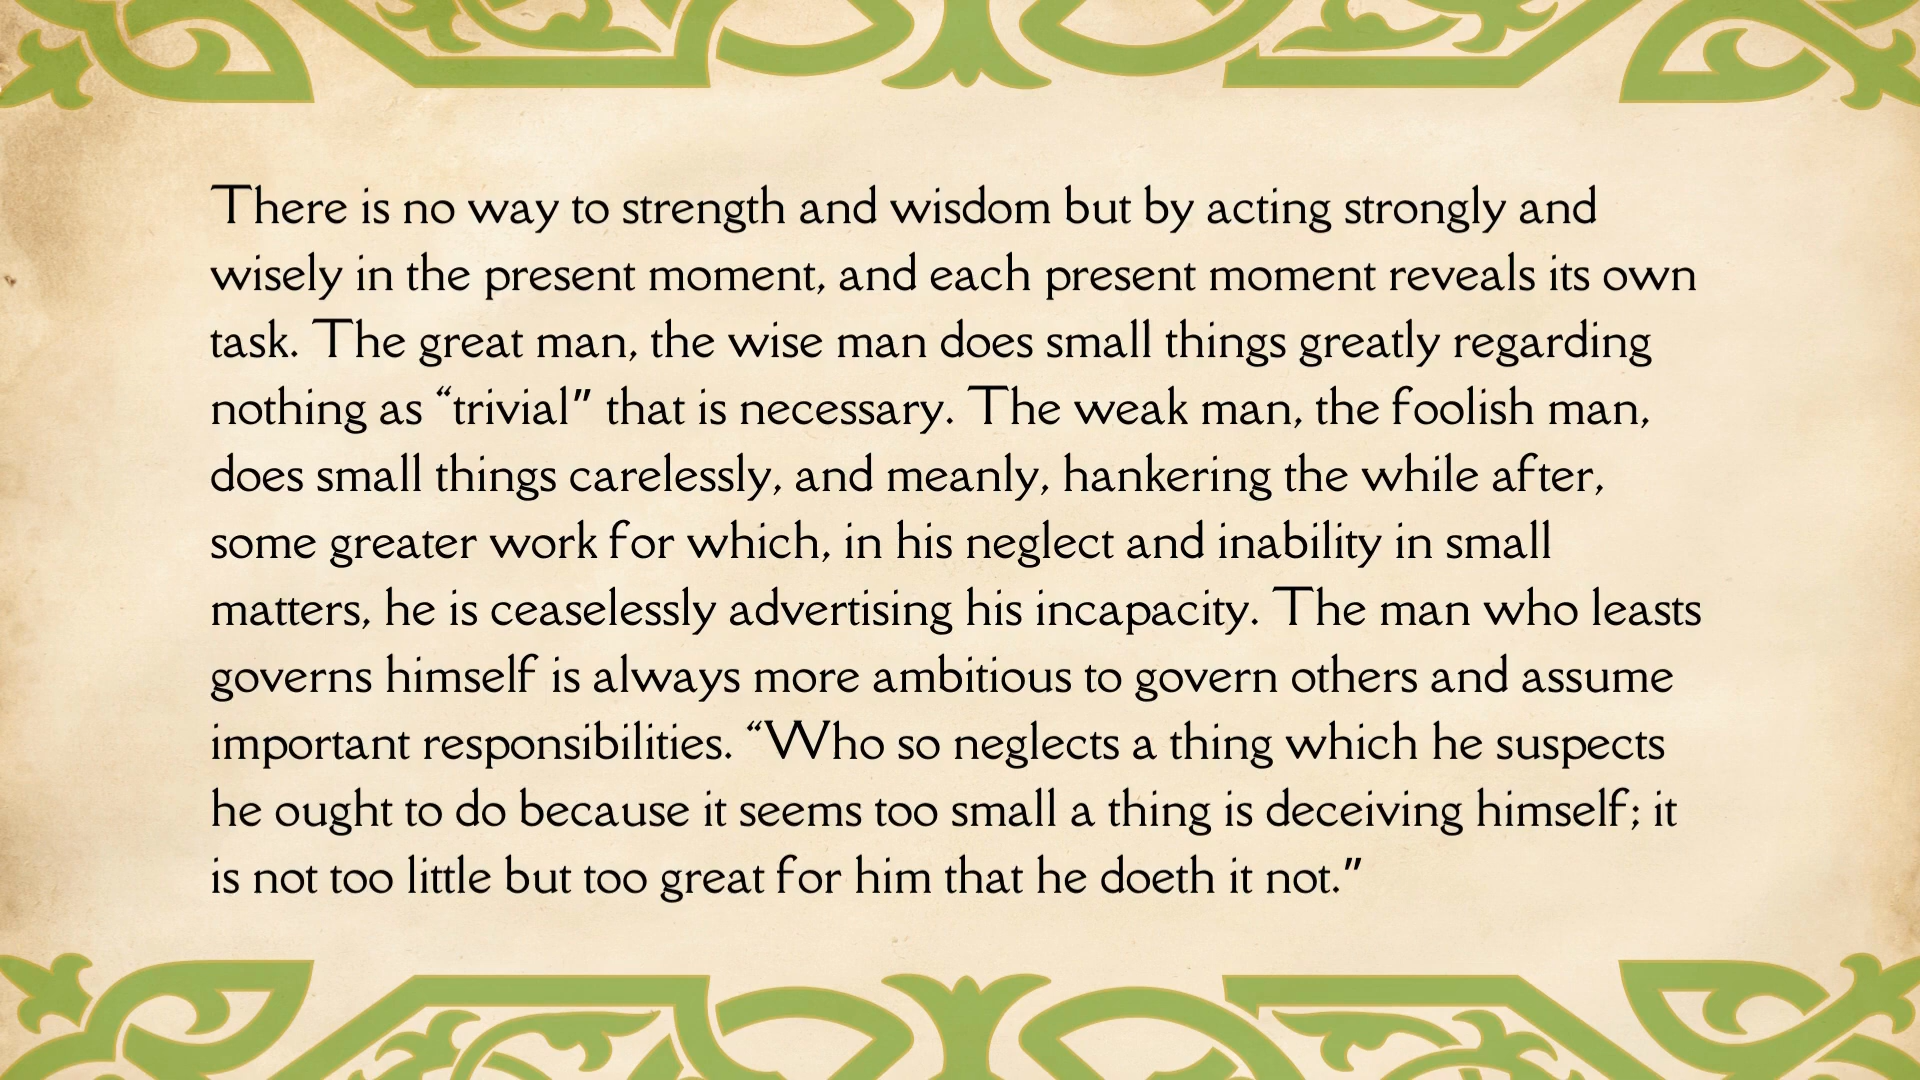 There is no way to strength and wisdom but by acting strongly and
wisely in the present moment, and each present moment reveals its own
task. The great man, the wise man does small things greatly regarding
nothing as “trivial” that is necessary. The weak man, the foolish man,
does small things carelessly, and meanly, hankering the while after,
some greater work for which, in his neglect and inability in small
matters, he is ceaselessly advertising his incapacity. The man who leasts
governs himself is always more ambitious to govern others and assume
important responsibilities. “Who so neglects a thing which he suspects
he ought to do because it seems too small a thing is deceiving himself; it
is not too little but too great for him that he doeth it not.”